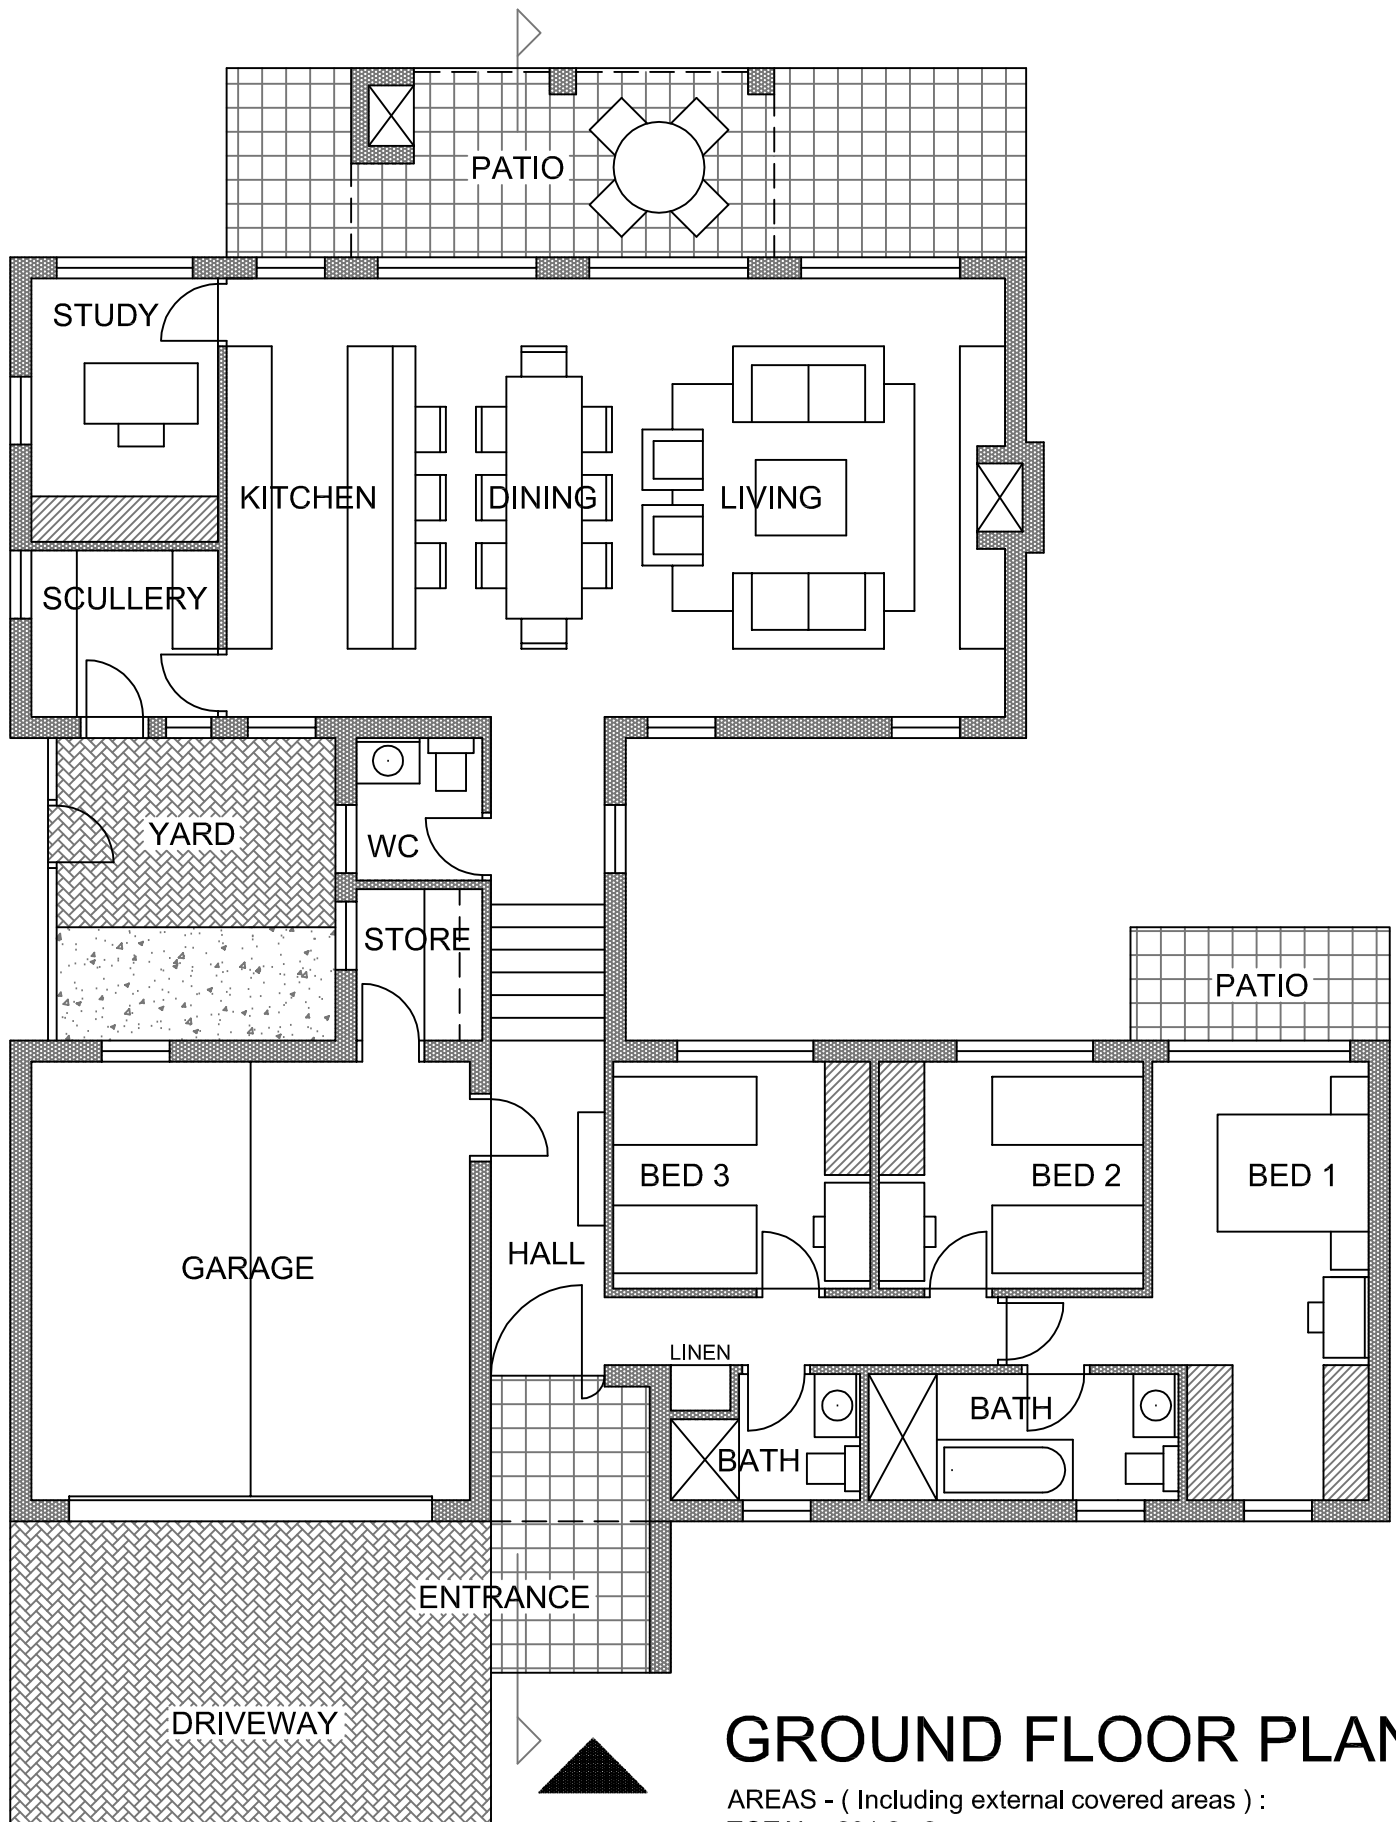 PATIO
STUDY
KITCHEN
DINING
LIVING
SCULLERY
YARD
WC
STORE
PATIO
BED 3
BED 2
BED 1
HALL
GARAGE
LINEN
BATH
BATH
ENTRANCE
DRIVEWAY
GROUND FLOOR PLAN
AREAS - ( Including external covered areas ) :